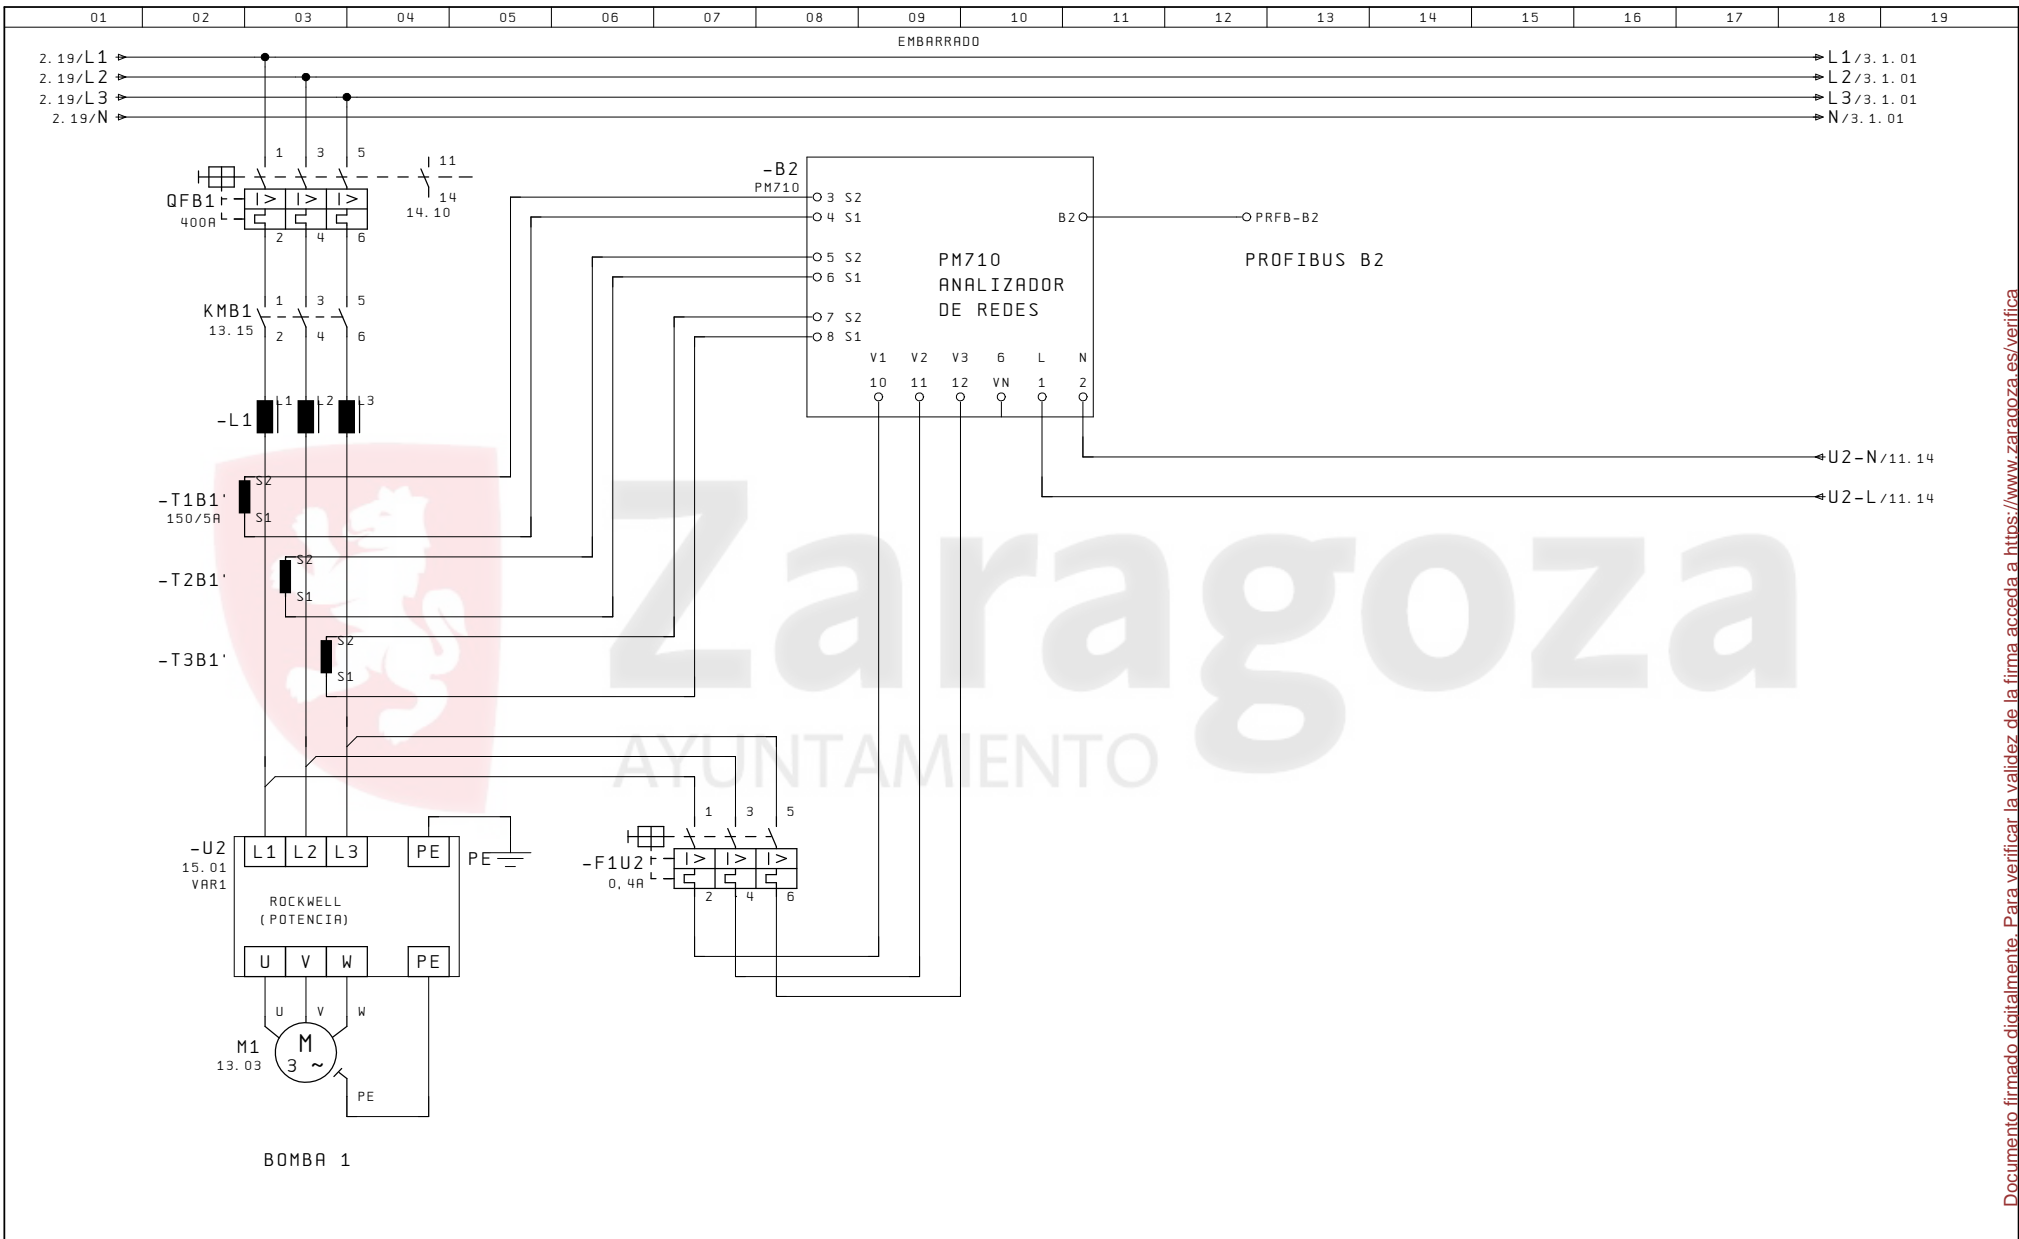 01 02 03 04 05 06 07 08 09 10 11 12 13 14 15 16 17 18 19
EMBARRADO
2.19/L1
L1/3.1.01
2.19/L2
L2/3.1.01
2.19/L3
L3/3.1.01
2.19/N
N/3.1.01
1 3 5 11
QFB1
400A
I> I> I>
14
14.10
2 4 6
-B2
PM710
3 S2
4 S1
5 S2
6 S1
7 S2
8 S1
B2
PRFB-B2
PROFIBUS B2
PM710
ANALIZADOR
DE REDES
V1 V2 V3 6 L N
10 11 12 VN 1 2
KMB1
13.15
1 3 5
2 4 6
-L1
L1 L2 L3
U2-N/11.14
U2-L/11.14
-T1B1'
150/5A
S2
S1
-T2B1'
S2
S1
-T3B1'
S2
S1
Zaragoza
AYUNTAMIENTO
-U2
15.01
VAR1
L1 L2 L3 PE
PE
ROCKWELL
(POTENCIA)
U V W PE
1 3 5
-F1U2
0,4A
I> I> I>
2 4 6
U V W
M1
13.03
M
3 ~
PE
BOMBA 1
Documento firmado digitalmente. Para verificar la validez de la firma acceda a https://www.zaragoza.es/verifica